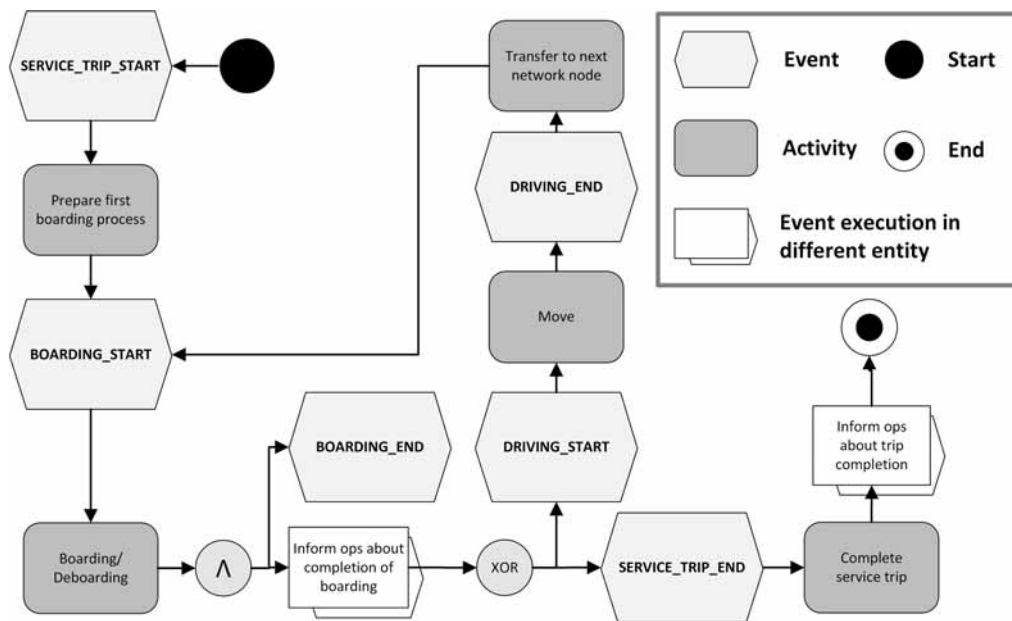 SERVICE_TRIP_START
Transfer to next
network node
Event
Start
Prepare first
boarding process
DRIVING_END
Activity
End
Event execution in
different entity
BOARDING_START
Move
BOARDING_END
DRIVING_START
Inform ops
about trip
completion
Boarding/
Deboarding
Λ
Inform ops about
completion of
boarding
XOR
SERVICE_TRIP_END
Complete
service trip